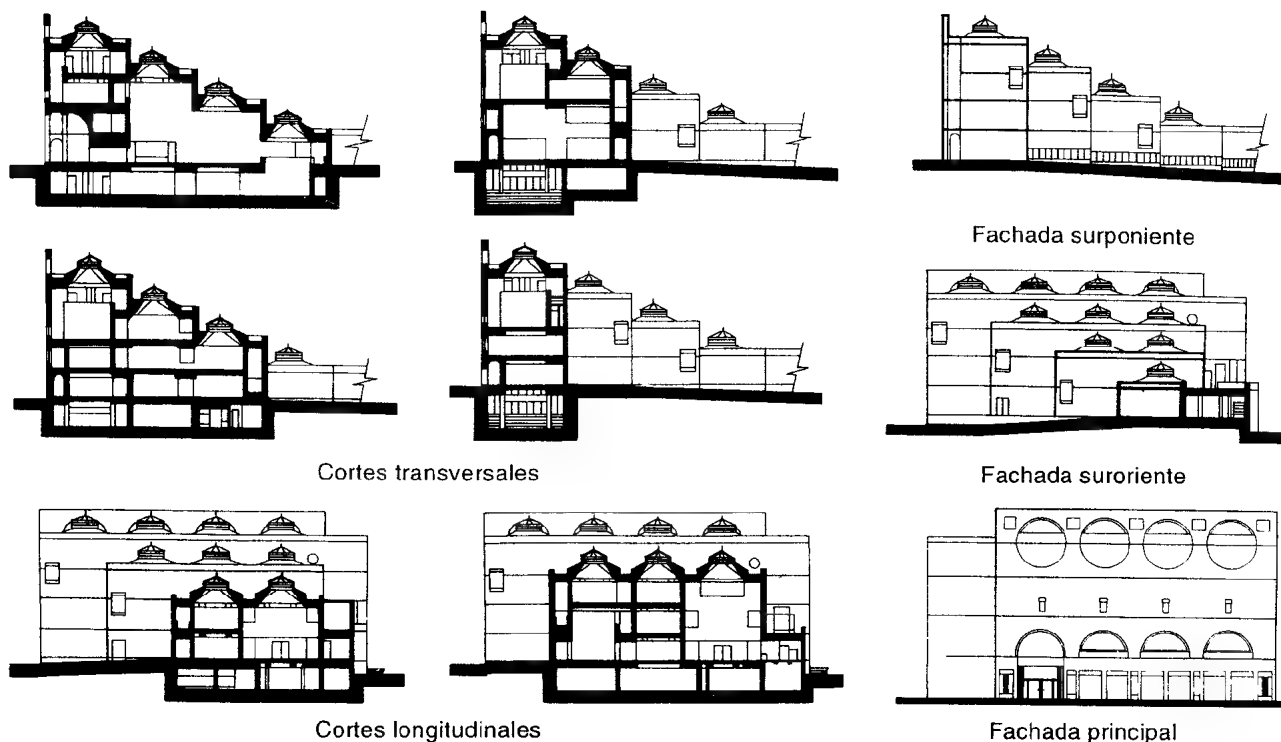 Fachada surponiente
Cortes transversales
Fachada suroriente
Cortes longitudinales
Fachada principal